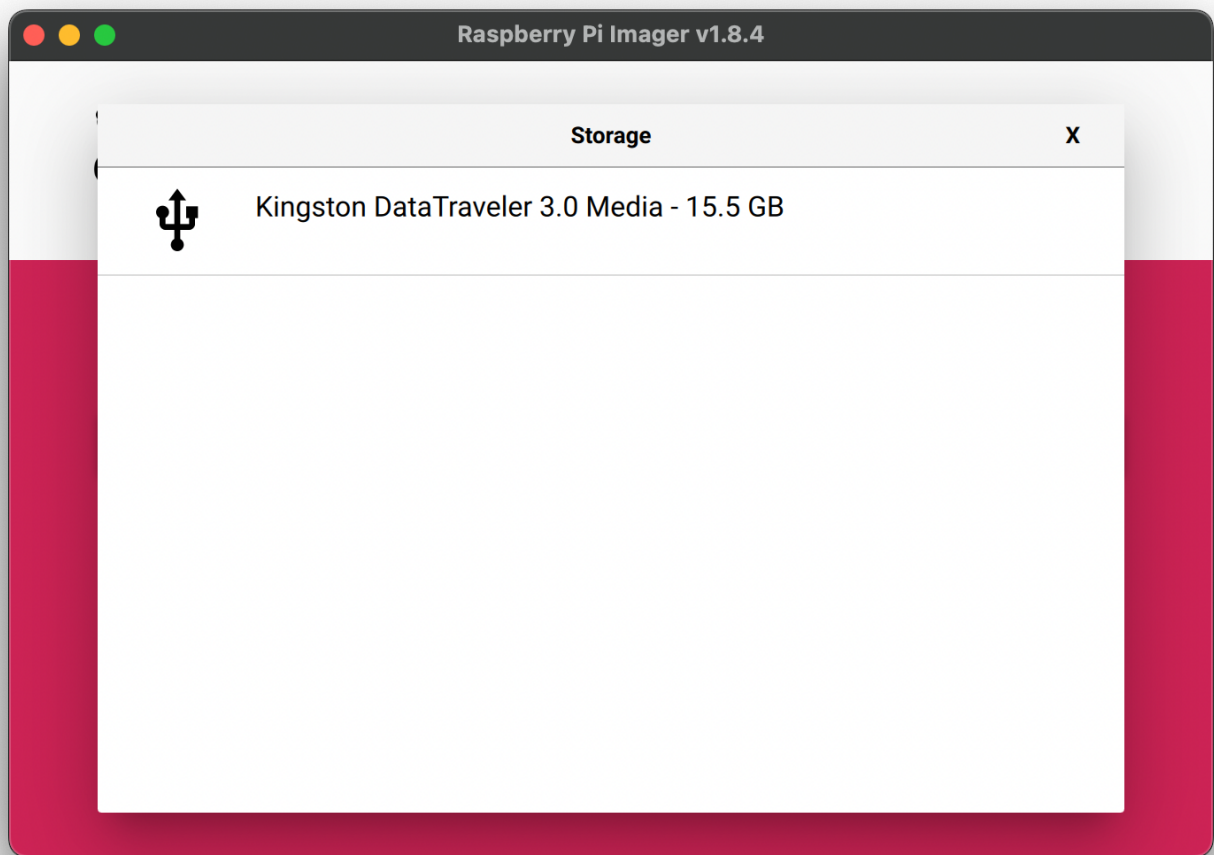 Raspberry Pi Imager v1.8.4
Storage X
Kingston DataTraveler 3.0 Media - 15.5 GB